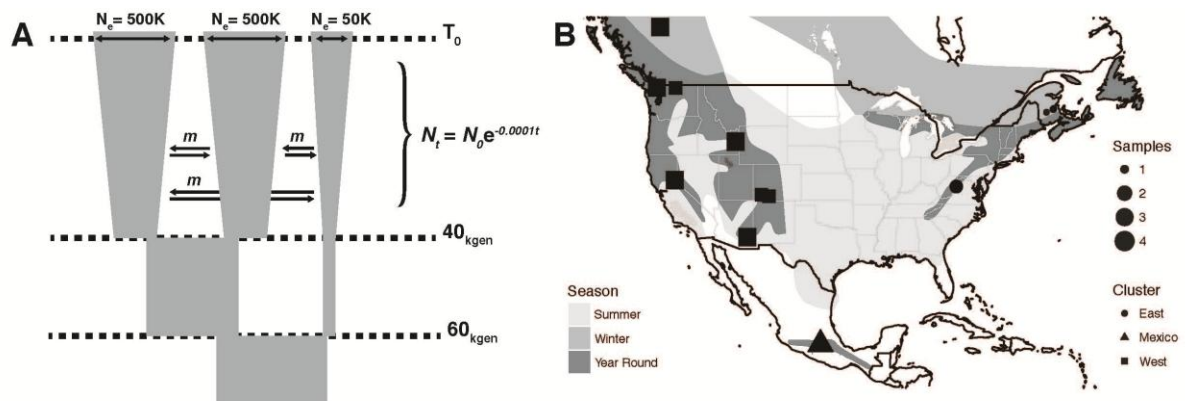 A
Ne= 500K
Ne= 500K
Ne= 50K
T0
m
m
m
Nt = N0e-0.0001t
40kgen
60kgen
B
Season
Summer
Winter
Year Round
Samples
1
2
3
4
Cluster
East
Mexico
West